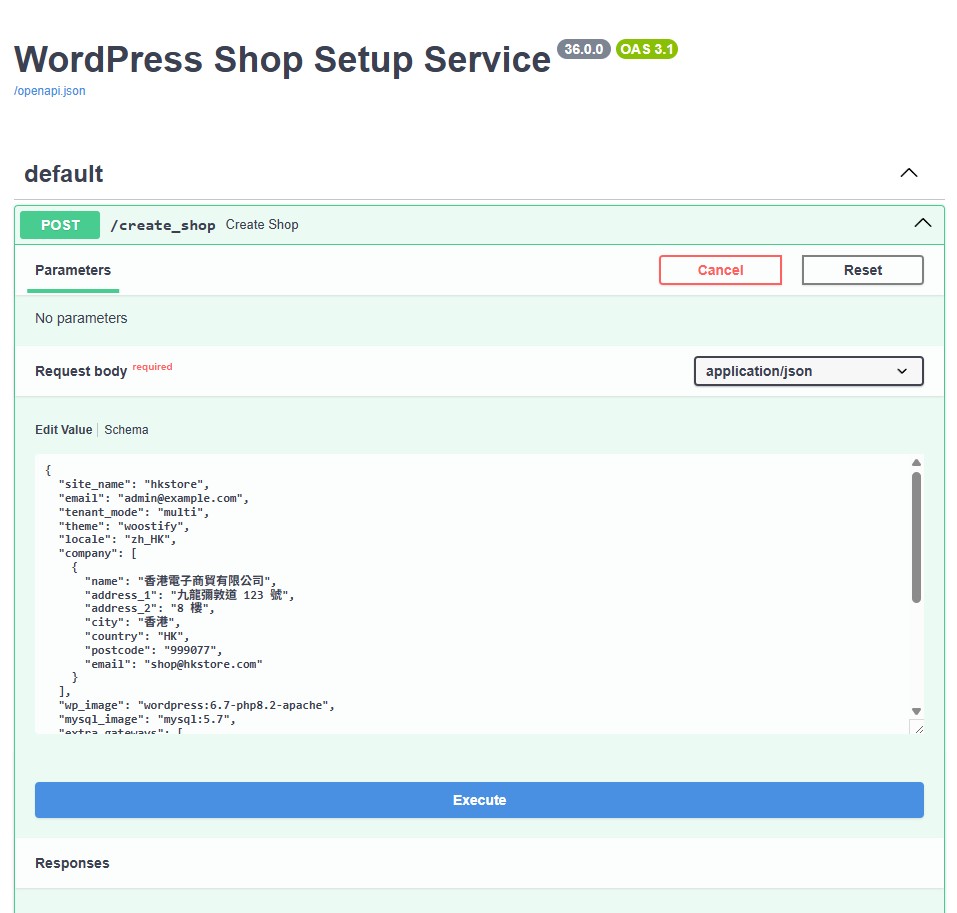 WordPress Shop Setup Service 36.0.0 OAS 3.1
/openapi.json
default
POST /create_shop Create Shop
Parameters Cancel Reset
No parameters
Request body required application/json
Edit Value Schema
{
  "site_name": "hkstore",
  "email": "admin@example.com",
  "tenant_mode": "multi",
  "theme": "woostify",
  "locale": "zh_HK",
  "company": [
    {
      "name": "香港電子商貿有限公司",
      "address_1": "九龍彌敦道 123 號",
      "address_2": "8 樓",
      "city": "香港",
      "country": "HK",
      "postcode": "999077",
      "email": "shop@hkstore.com"
    }
  ],
  "wp_image": "wordpress:6.7-php8.2-apache",
  "mysql_image": "mysql:5.7",
  "extra_gateways": [
Execute
Responses